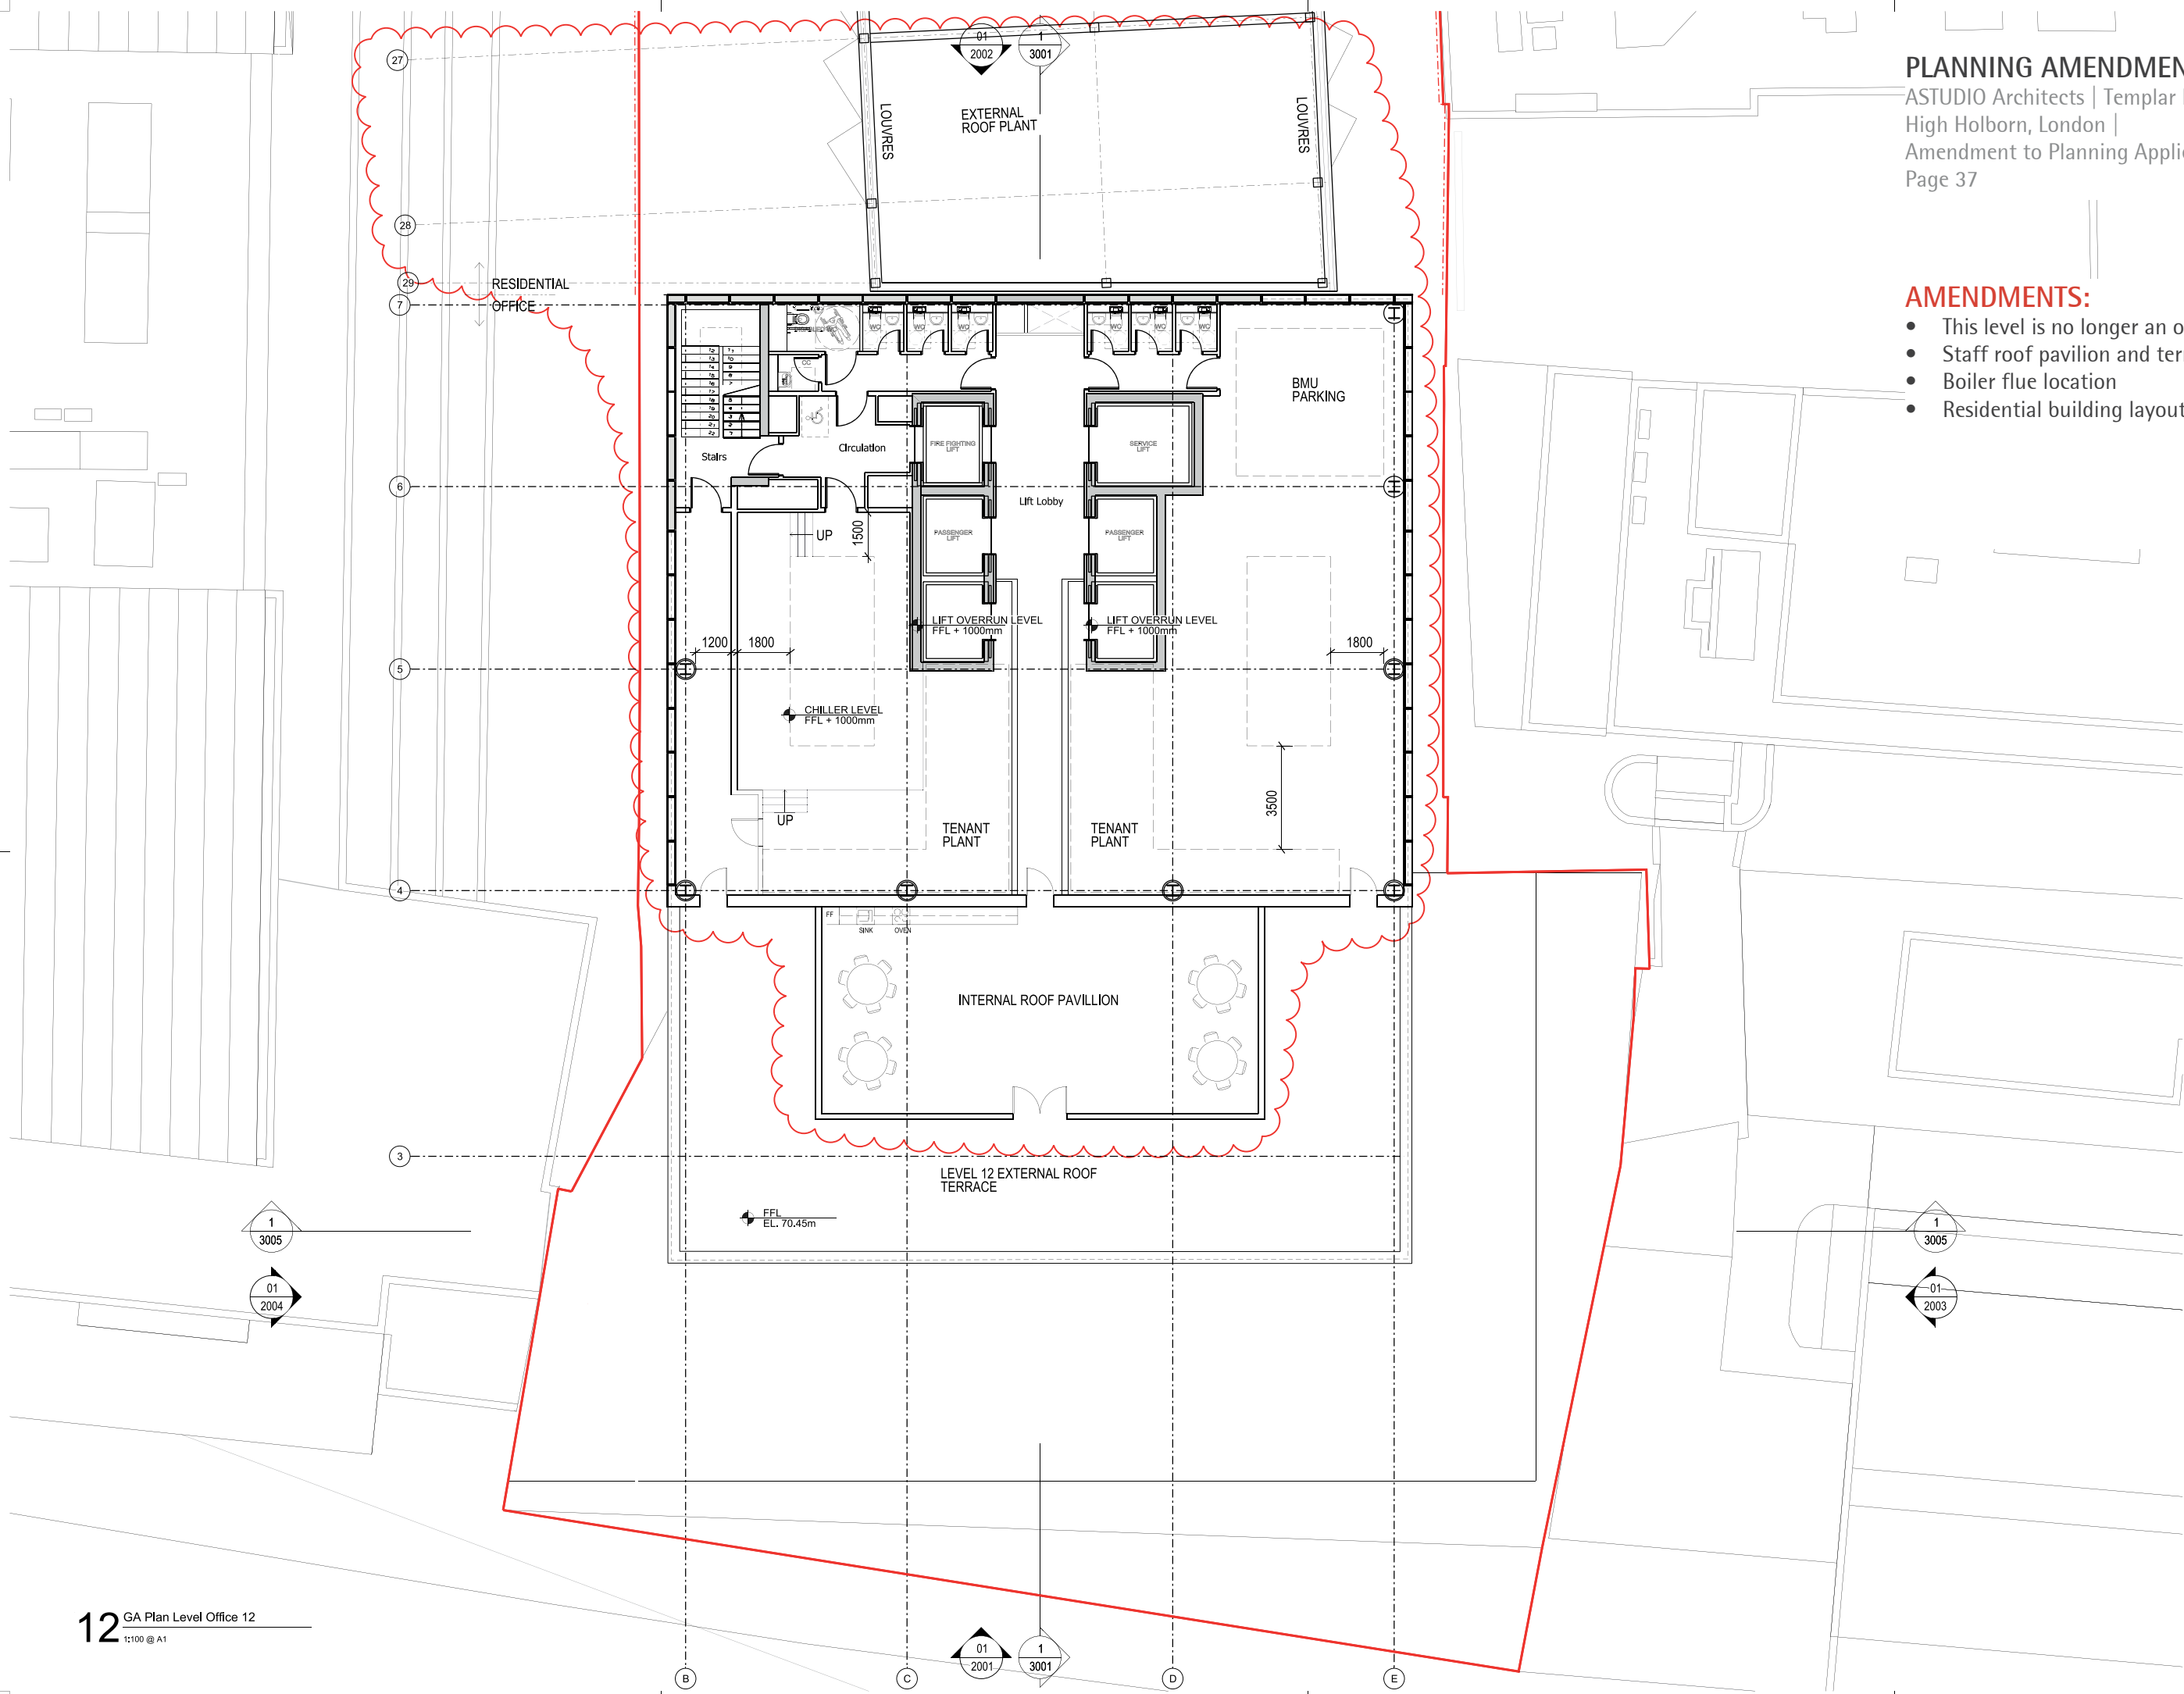 PLANNING AMENDMEN
ASTUDIO Architects | Templar
High Holborn, London |
Amendment to Planning Appli
Page 37
AMENDMENTS:
• This level is no longer an o
• Staff roof pavilion and ter
• Boiler flue location
• Residential building layout
27
28
29
7
6
5
4
3
01
2002
1
3001
EXTERNAL
ROOF PLANT
LOUVRES
LOUVRES
RESIDENTIAL
OFFICE
WC
WC
WC
WC
WC
WC
BMU
PARKING
Stairs
Circulation
FIRE FIGHTING
LIFT
SERVICE
LIFT
Lift Lobby
PASSENGER
LIFT
PASSENGER
LIFT
UP
1500
LIFT OVERRUN LEVEL
FFL + 1000mm
LIFT OVERRUN LEVEL
FFL + 1000mm
1200
1800
1800
CHILLER LEVEL
FFL + 1000mm
3500
UP
TENANT
PLANT
TENANT
PLANT
FF
SINK
OVEN
INTERNAL ROOF PAVILLION
LEVEL 12 EXTERNAL ROOF
TERRACE
FFL
EL. 70.45m
1
3005
01
2004
1
3005
01
2003
12 GA Plan Level Office 12
1:100 @ A1
01
2001
1
3001
B
C
D
E